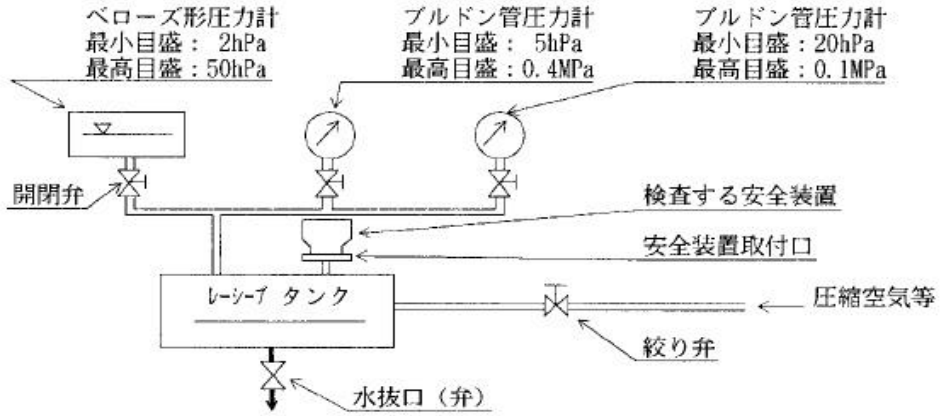 ベローズ形圧力計
最小目盛： 2hPa
最高目盛：50hPa
ブルドン管圧力計
最小目盛： 5hPa
最高目盛：0.4MPa
ブルドン管圧力計
最小目盛：20hPa
最高目盛：0.1MPa
開閉弁
検査する安全装置
安全装置取付口
レーシーブ タンク
圧縮空気等
絞り弁
水抜口（弁）